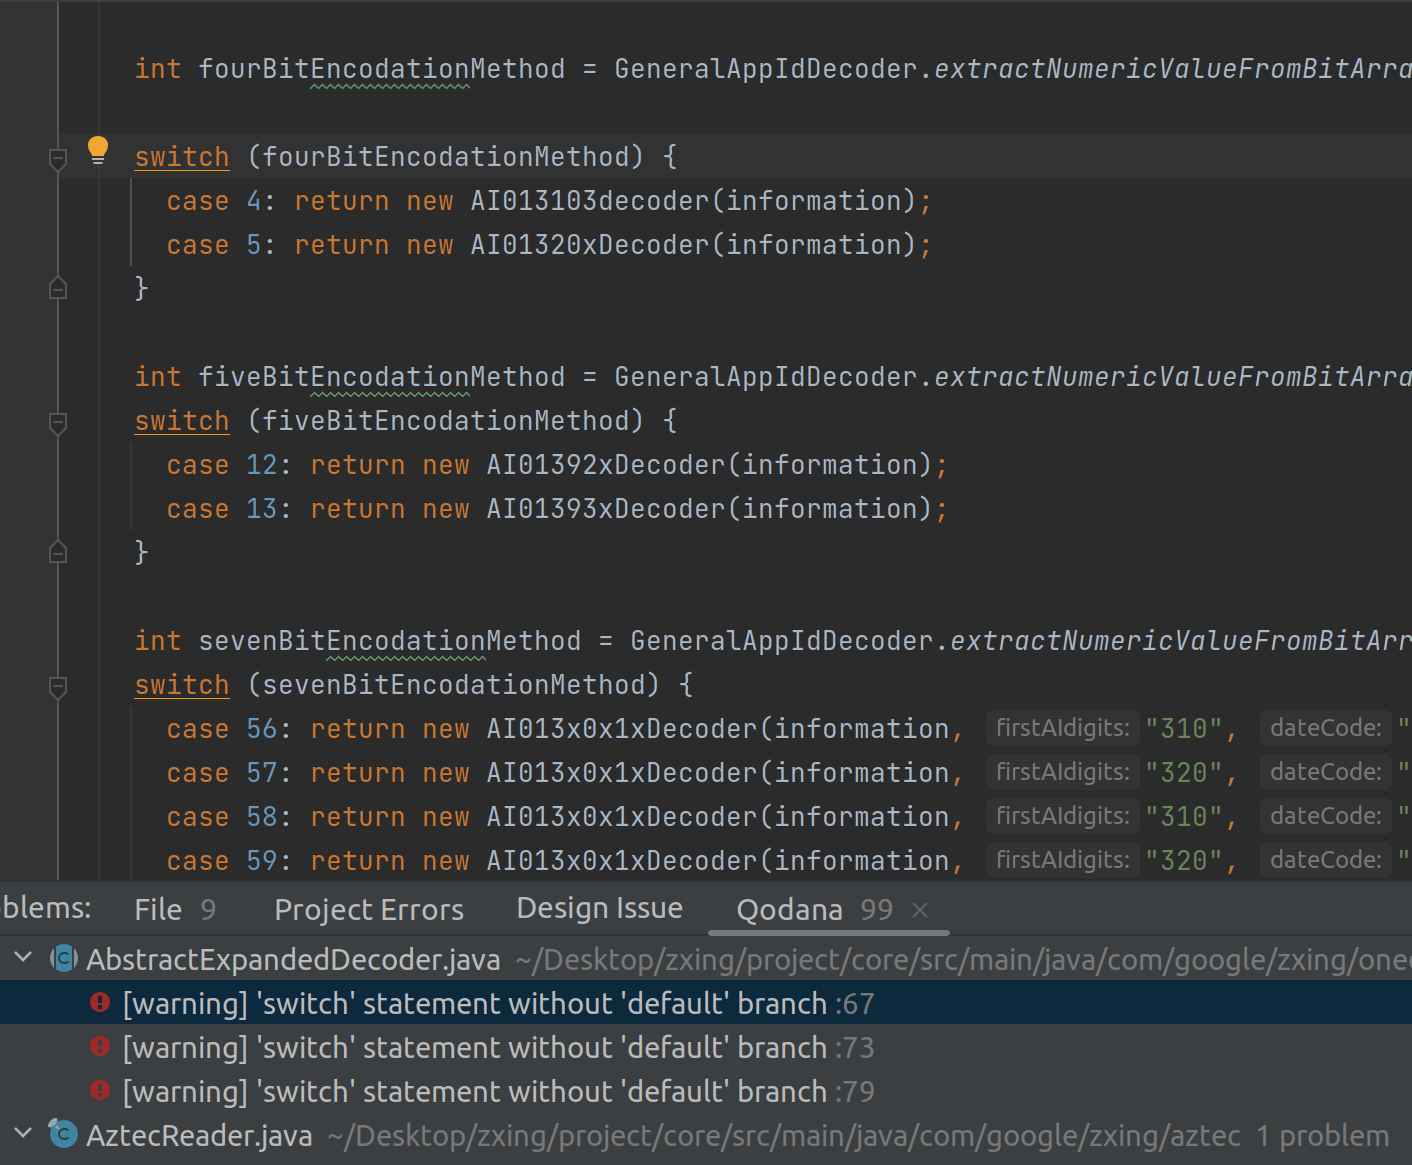 int fourBitEncodationMethod = GeneralAppIdDecoder.extractNumericValueFromBitArra
switch (fourBitEncodationMethod) {
case 4: return new AI013103decoder(information);
case 5: return new AI01320xDecoder(information);
}
int fiveBitEncodationMethod = GeneralAppIdDecoder.extractNumericValueFromBitArra
switch (fiveBitEncodationMethod) {
case 12: return new AI01392xDecoder(information);
case 13: return new AI01393xDecoder(information);
}
int sevenBitEncodationMethod = GeneralAppIdDecoder.extractNumericValueFromBitArr
switch (sevenBitEncodationMethod) {
case 56: return new AI013x0x1xDecoder(information, firstAIdigits: "310", dateCode: "
case 57: return new AI013x0x1xDecoder(information, firstAIdigits: "320", dateCode: "
case 58: return new AI013x0x1xDecoder(information, firstAIdigits: "310", dateCode: "
case 59: return new AI013x0x1xDecoder(information, firstAIdigits: "320", dateCode: "
blems: File 9 Project Errors Design Issue Qodana 99 ×
AbstractExpandedDecoder.java ~/Desktop/zxing/project/core/src/main/java/com/google/zxing/oned
[warning] 'switch' statement without 'default' branch :67
[warning] 'switch' statement without 'default' branch :73
[warning] 'switch' statement without 'default' branch :79
AztecReader.java ~/Desktop/zxing/project/core/src/main/java/com/google/zxing/aztec 1 problem